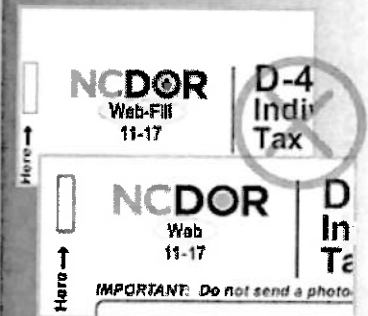 NCDOR
Web-Fill
11-17
D-4
Indiv
Tax
Here
NCDOR
Web
11-17
D
In
Ta
Here
IMPORTANT: Do not send a photo